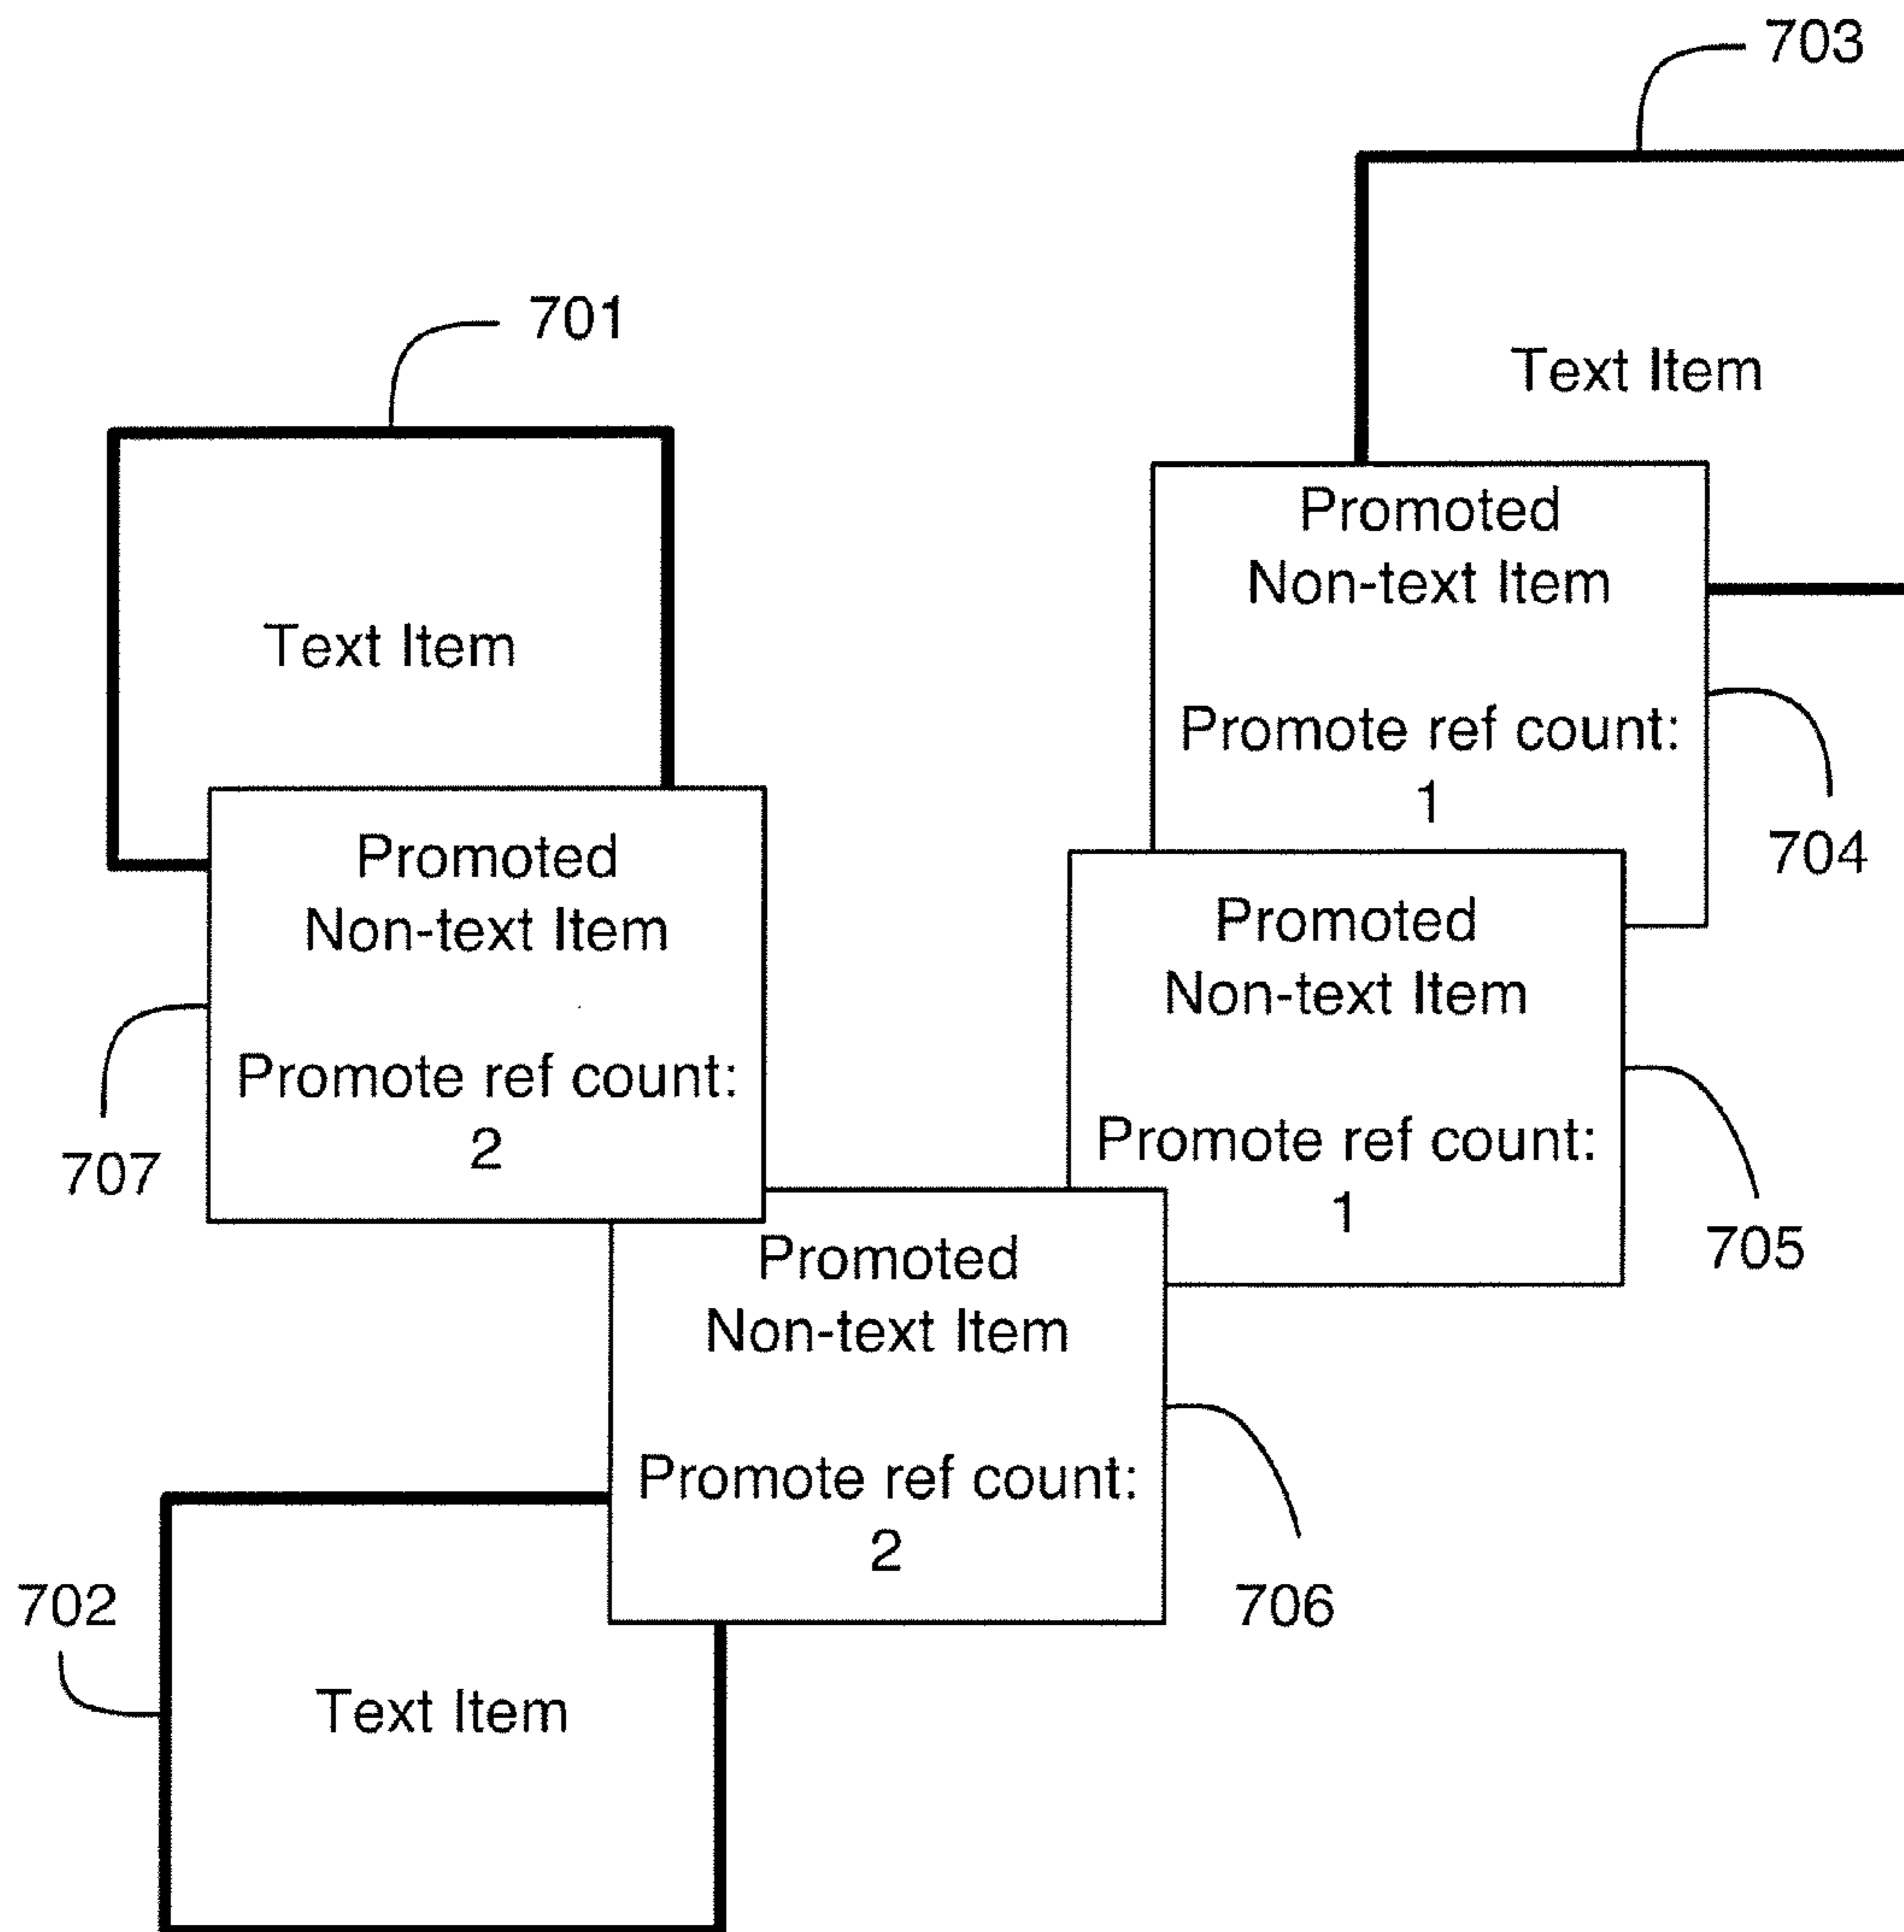 703
Text Item
701
Text Item
Promoted
Non-text Item
Promote ref count:
1
704
Promoted
Non-text Item
Promote ref count:
2
707
Promoted
Non-text Item
Promote ref count:
1
705
Promoted
Non-text Item
Promote ref count:
2
706
702
Text Item